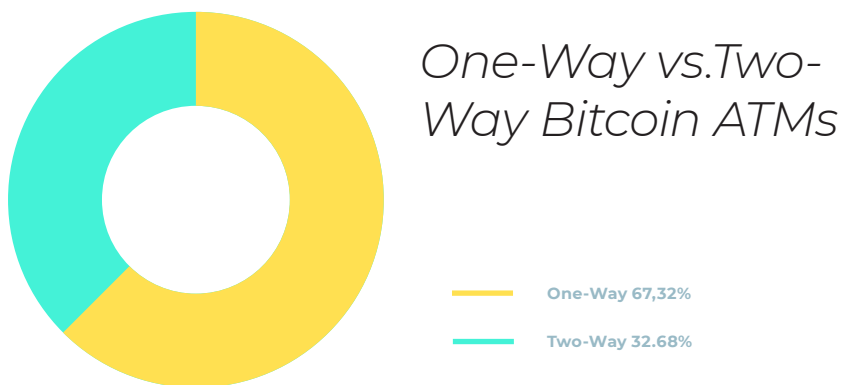 One-Way vs.Two-
Way Bitcoin ATMs
One-Way 67,32%
Two-Way 32.68%